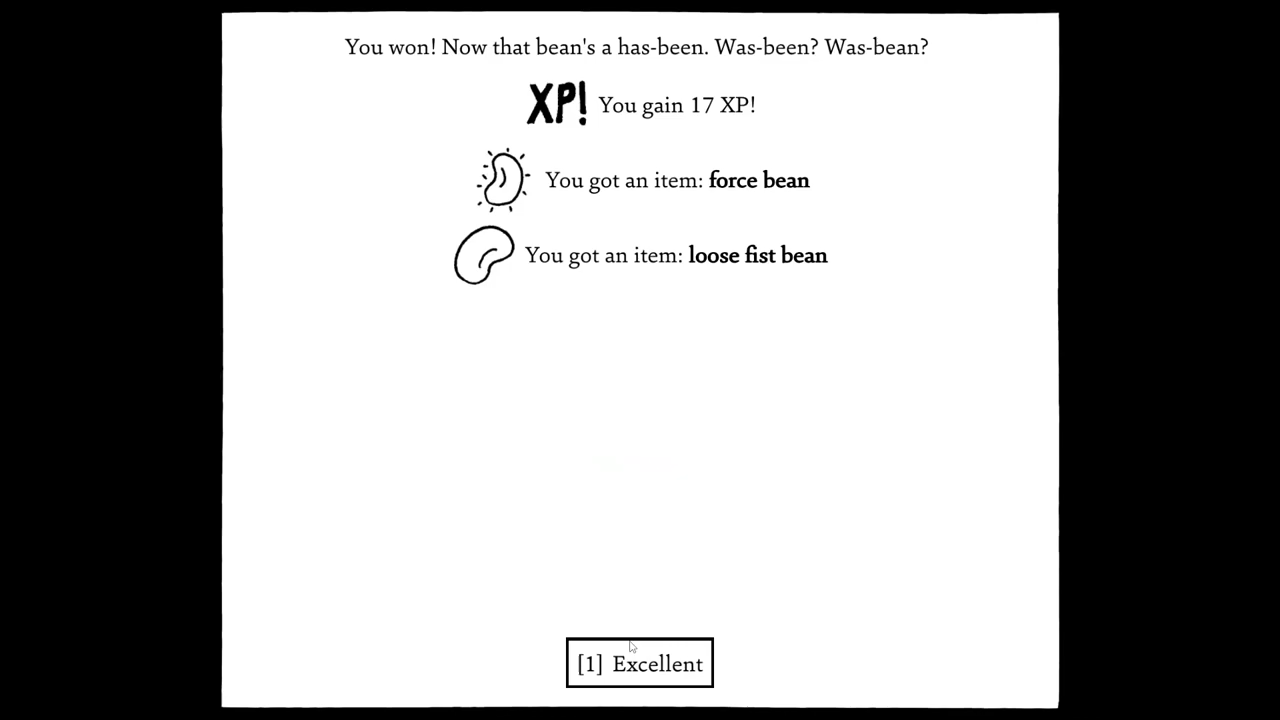 You won! Now that bean's a has-been. Was-been? Was-bean?
XP! You gain 17 XP!
You got an item: force bean
You got an item: loose fist bean
[1] Excellent